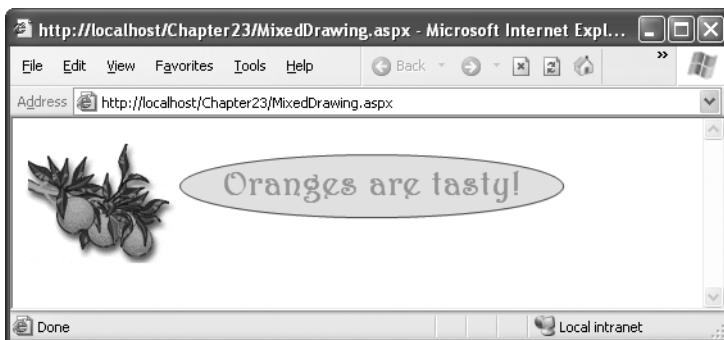 http://localhost/Chapter23/MixedDrawing.aspx - Microsoft Internet Expl...
File Edit View Favorites Tools Help Back »
Address http://localhost/Chapter23/MixedDrawing.aspx
Oranges are tasty!
Done Local intranet